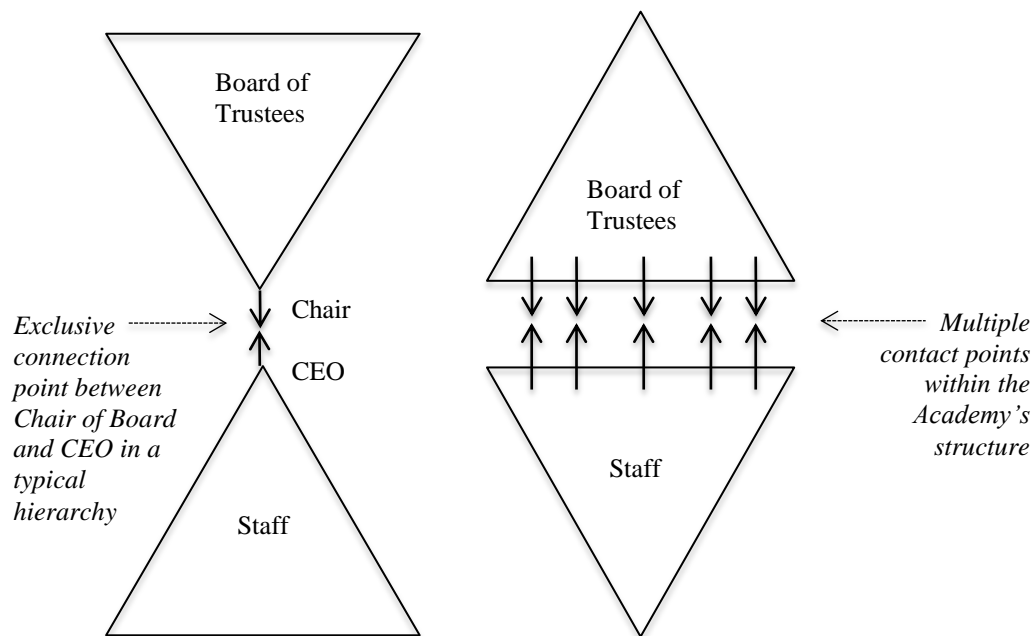 Board of
Trustees
Chair
CEO
Exclusive
connection
point between
Chair of Board
and CEO in a
typical
hierarchy
Staff
Board of
Trustees
Multiple
contact points
within the
Academy’s
structure
Staff